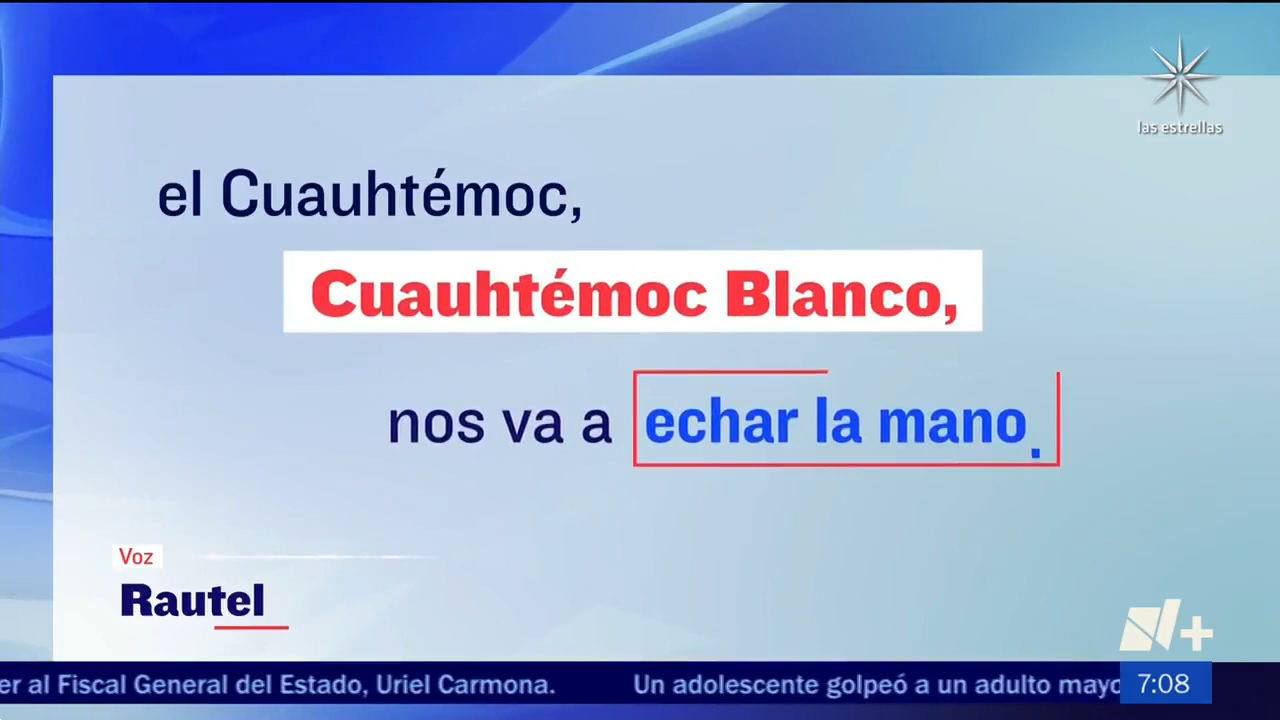 las estrellas
el Cuauhtémoc,
Cuauhtémoc Blanco,
nos va a echar la mano.
Voz
Rautel
N+
er al Fiscal General del Estado, Uriel Carmona. Un adolescente golpeó a un adulto mayo
7:08